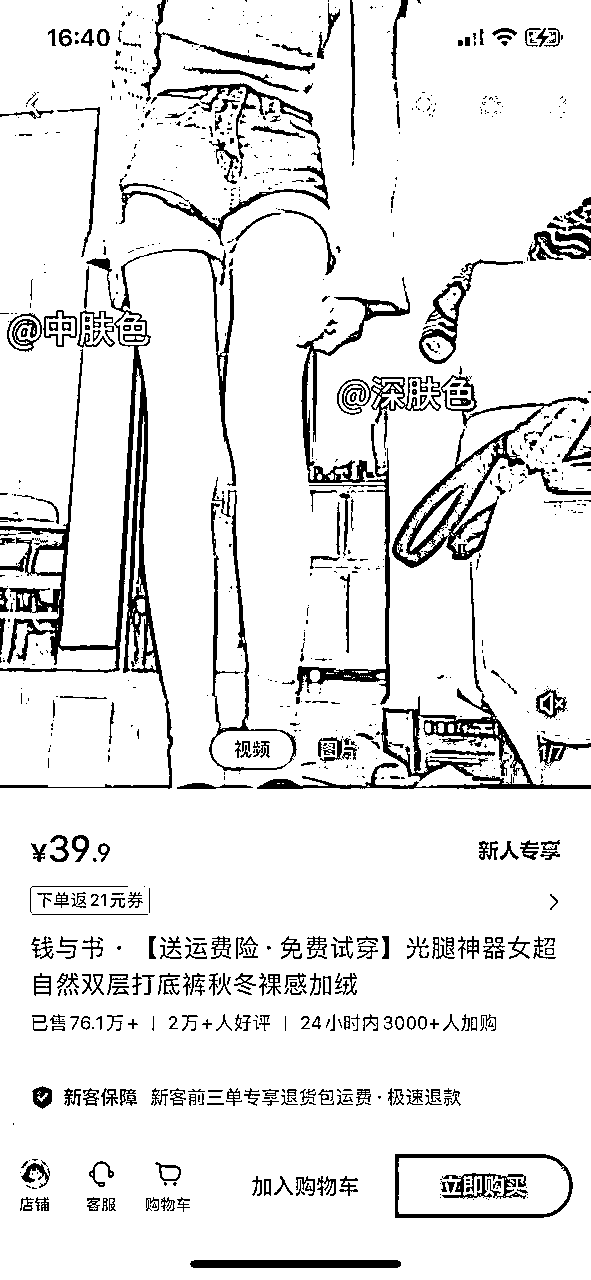 16:40
@中肤色
@深肤色
视频
图片
1/7
¥39.9
新人专享
下单返21元券
钱与书·【送运费险·免费试穿】光腿神器女超
自然双层打底裤秋冬裸感加绒
已售76.1万+ | 2万+人好评 | 24小时内3000+人加购
新客保障 新客前三单专享退货包运费·极速退款
店铺
客服
购物车
加入购物车
立即购买